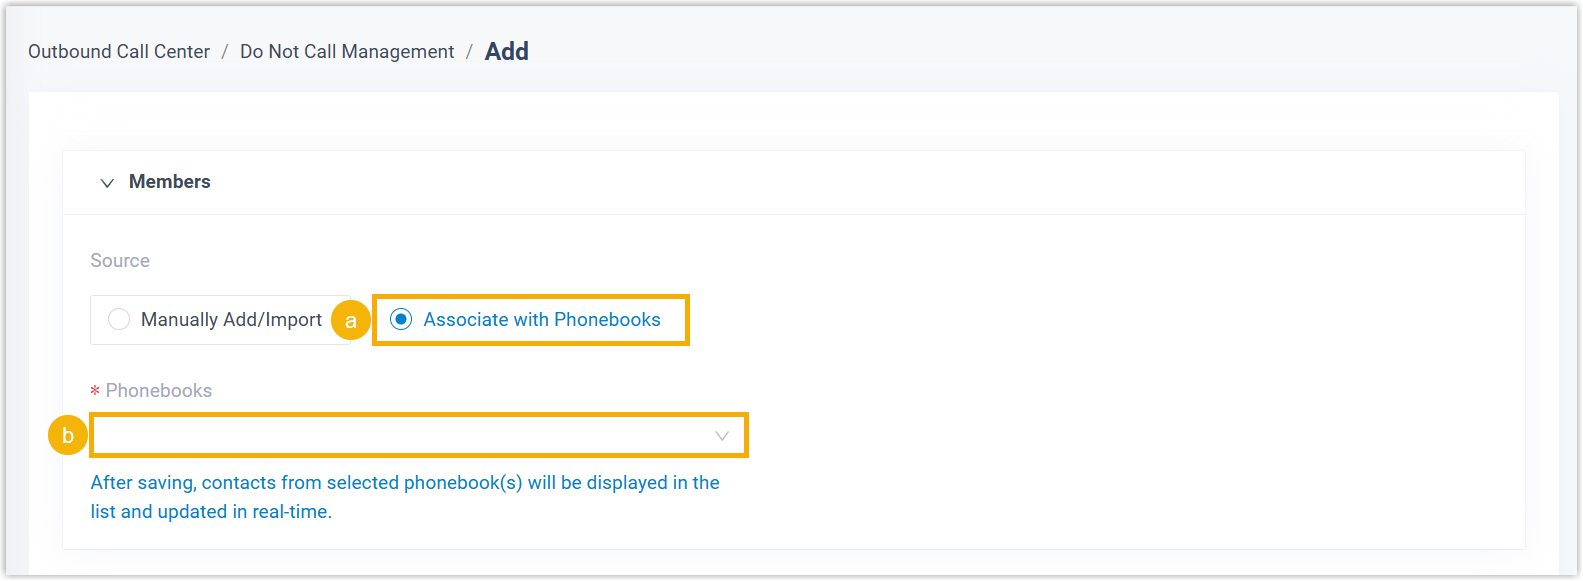 Outbound Call Center / Do Not Call Management / Add
Members
Source
Manually Add/Import a Associate with Phonebooks
* Phonebooks
b
After saving, contacts from selected phonebook(s) will be displayed in the
list and updated in real-time.